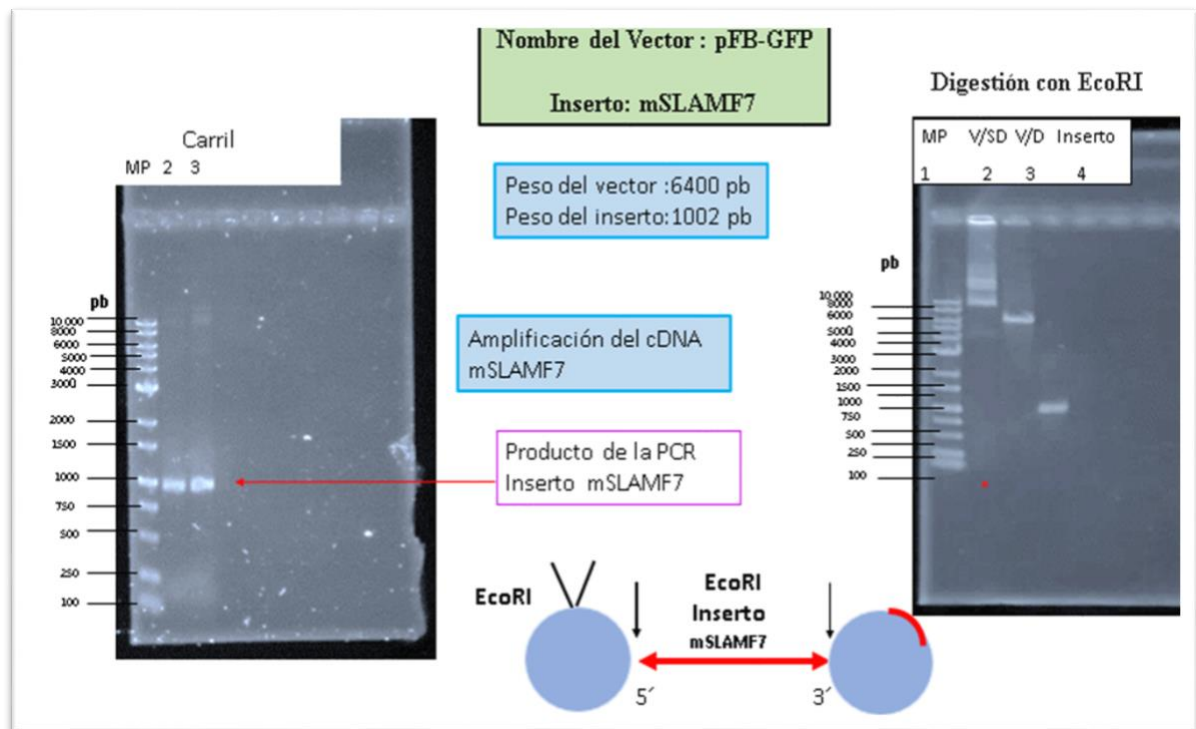 Nombre del Vector : pFB-GFP
Inserto: mSLAMF7
Digestión con EcoRI
Carril
MP 2 3
MP V/SD V/D Inserto
1 2 3 4
Peso del vector :6400 pb
Peso del inserto:1002 pb
pb
10,000
8000
6000
5000
4000
3000
2000
1500
1000
750
500
250
100
Amplificación del cDNA
mSLAMF7
Producto de la PCR
Inserto mSLAMF7
pb
10,000
8000
6000
5000
4000
3000
2000
1500
1000
750
500
250
100
EcoRI
EcoRI
Inserto
mSLAMF7
5´
3´